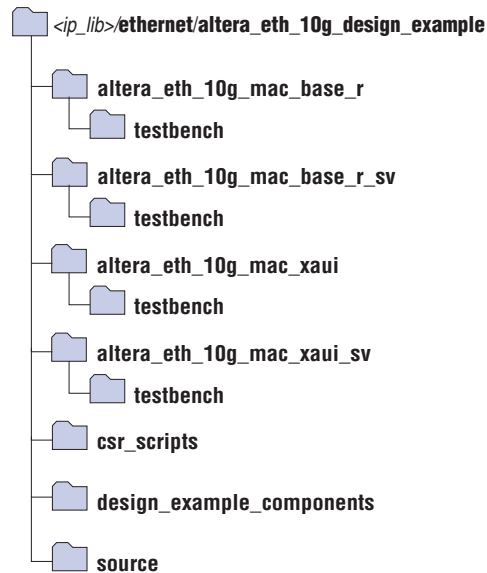 <ip_lib>/ethernet/altera_eth_10g_design_example
altera_eth_10g_mac_base_r
testbench
altera_eth_10g_mac_base_r_sv
testbench
altera_eth_10g_mac_xaui
testbench
altera_eth_10g_mac_xaui_sv
testbench
csr_scripts
design_example_components
source